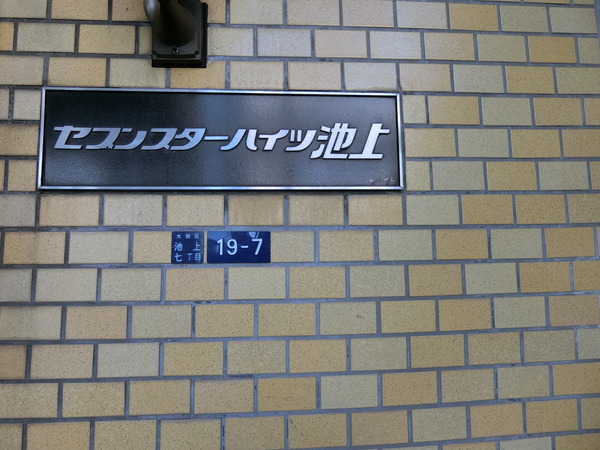 セブンスターハイツ池上
大田区
池上
七丁目
19-7